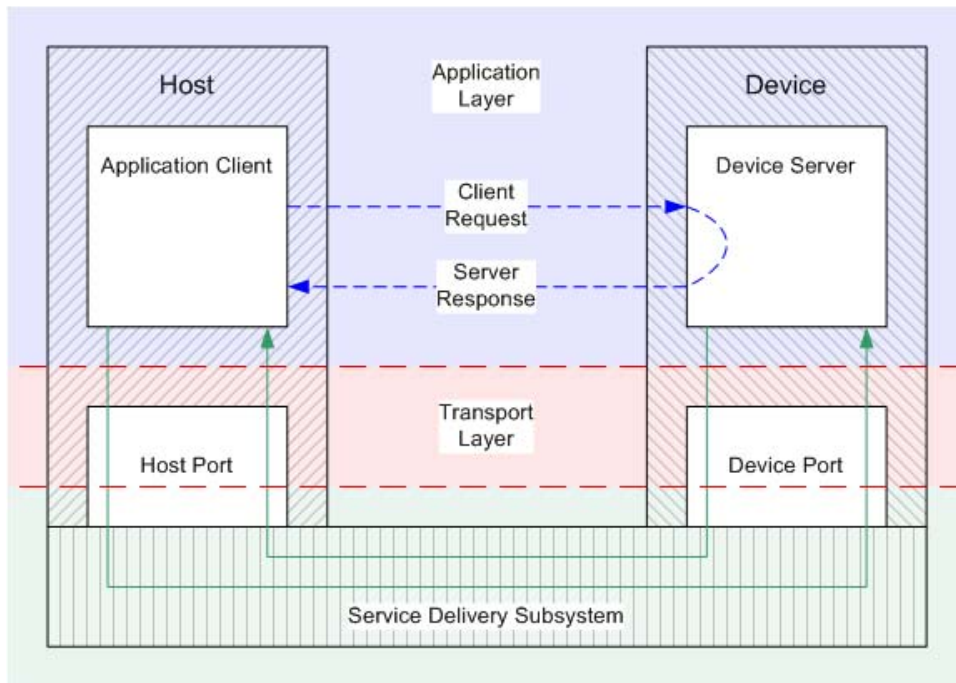 Host
Application
Layer
Device
Application Client
Device Server
Client
Request
Server
Response
Transport
Layer
Host Port
Device Port
Service Delivery Subsystem